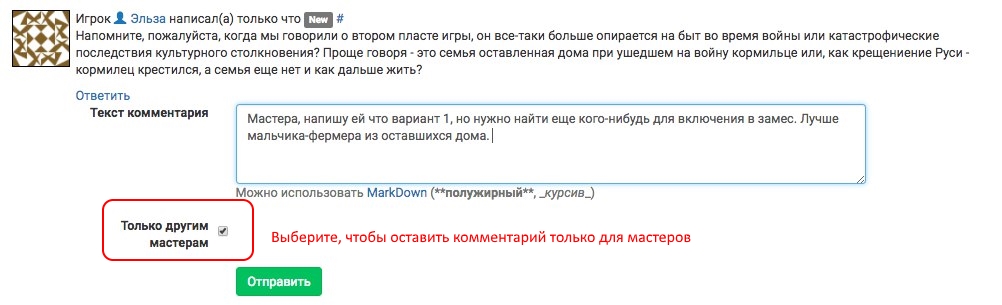 Игрок Эльза написал(а) только что New #
Напомните, пожалуйста, когда мы говорили о втором пласте игры, он все-таки больше опирается на быт во время войны или катастрофические
последствия культурного столкновения? Проще говоря - это семья оставленная дома при ушедшем на войну кормильце или, как крещениение Руси -
кормилец крестился, а семья еще нет и как дальше жить?
Ответить
Текст комментария
Мастера, напишу ей что вариант 1, но нужно найти еще кого-нибудь для включения в замес. Лучше
мальчика-фермера из оставшихся дома.
Можно использовать MarkDown (**полужирный**, _курсив_)
Только другим
мастерам
Выберите, чтобы оставить комментарий только для мастеров
Отправить